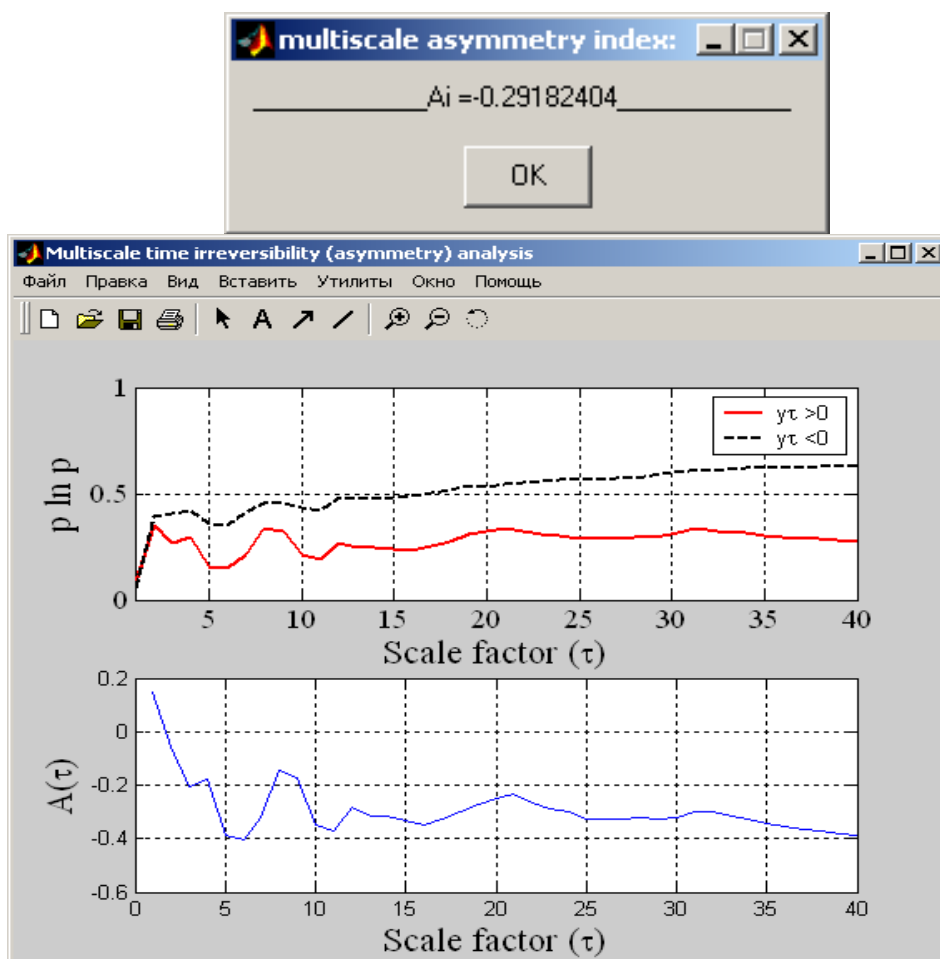 multiscale asymmetry index:
Ai =-0.29182404
OK
Multiscale time irreversibility (asymmetry) analysis
Файл Правка Вид Вставить Утилиты Окно Помощь
A
1
0.5
0
p ln p
yτ >0
yτ <0
5 10 15 20 25 30 35 40
Scale factor (τ)
0.2
0
-0.2
-0.4
-0.6
A(τ)
0 5 10 15 20 25 30 35 40
Scale factor (τ)